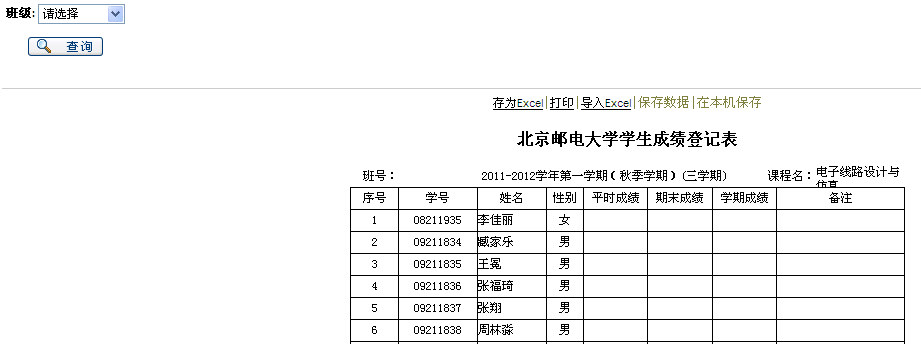 班级: 请选择
查询
存为Excel|打印|导入Excel|保存数据|在本机保存
北京邮电大学学生成绩登记表
班号： 2011-2012学年第一学期(秋季学期)(三学期) 课程名：电子线路设计与仿真
序号 学号 姓名 性别 平时成绩 期末成绩 学期成绩 备注
1 08211935 李佳丽 女
2 09211834 臧家乐 男
3 09211835 王冕 男
4 09211836 张福琦 男
5 09211837 张翔 男
6 09211838 周林淼 男